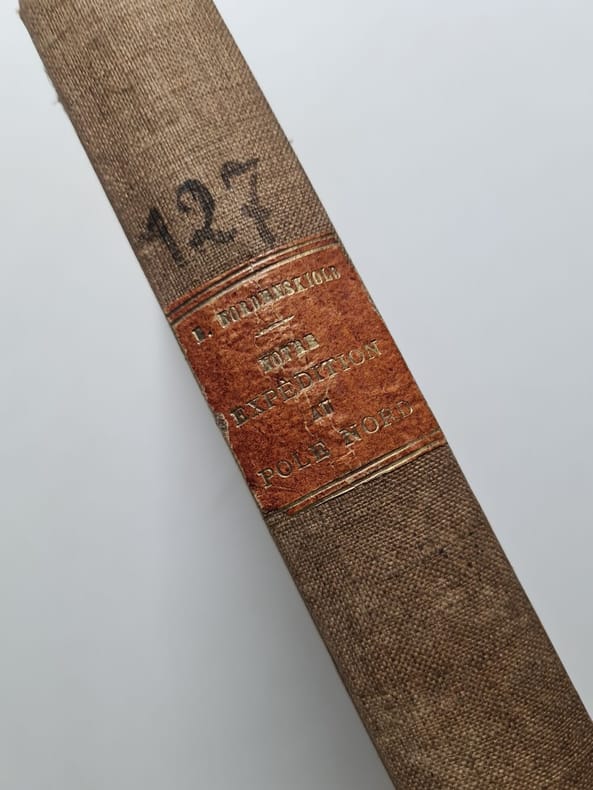 127
E. NORDENSKIOLD
NOTRE
EXPÉDITION
AU
POLE NORD